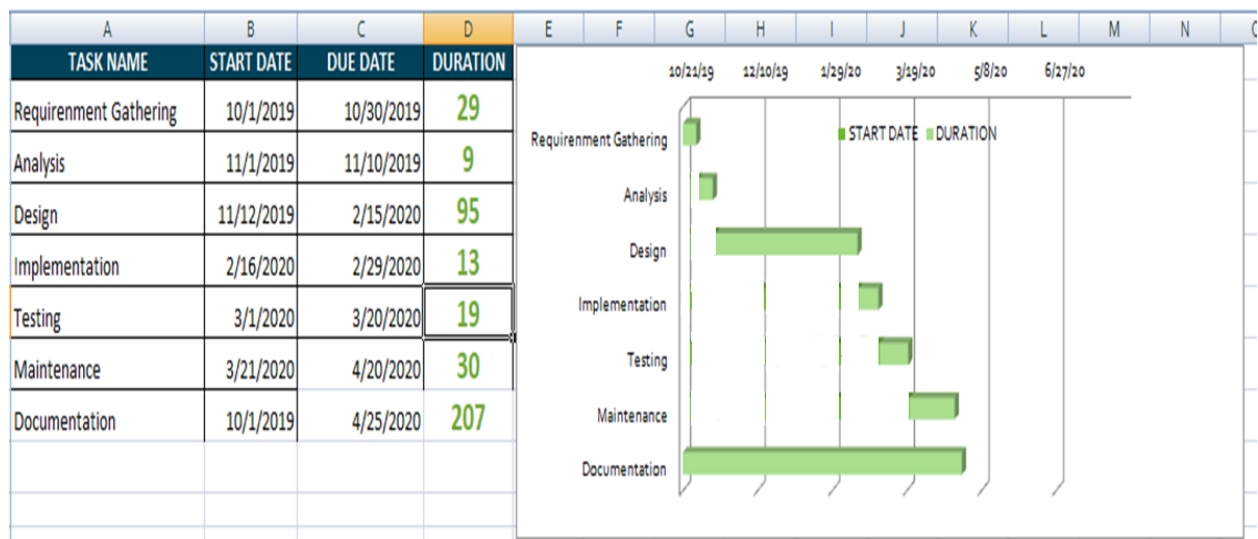 A B C D E F G H I J K L M N
TASK NAME START DATE DUE DATE DURATION
Requirenment Gathering 10/1/2019 10/30/2019 29
Analysis 11/1/2019 11/10/2019 9
Design 11/12/2019 2/15/2020 95
Implementation 2/16/2020 2/29/2020 13
Testing 3/1/2020 3/20/2020 19
Maintenance 3/21/2020 4/20/2020 30
Documentation 10/1/2019 4/25/2020 207
10/21/19 12/10/19 1/29/20 3/19/20 5/8/20 6/27/20
START DATE DURATION
Requirenment Gathering
Analysis
Design
Implementation
Testing
Maintenance
Documentation